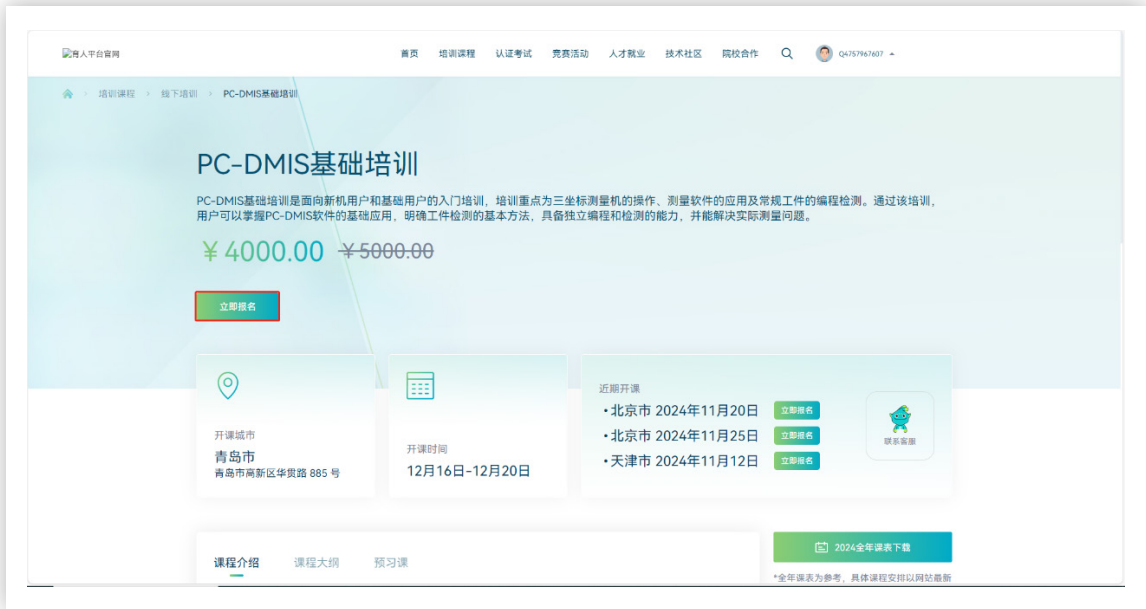 育人平台官网
首页 培训课程 认证考试 竞赛活动 人才就业 技术社区 院校合作 Q4757967607
培训课程 > 线下培训 > PC-DMIS基础培训
PC-DMIS基础培训
PC-DMIS基础培训是面向新机用户和基础用户的入门培训，培训重点为三坐标测量机的操作、测量软件的应用及常规工件的编程检测。通过该培训，
用户可以掌握PC-DMIS软件的基础应用，明确工件检测的基本方法，具备独立编程和检测的能力，并能解决实际测量问题。
￥4000.00 ￥5000.00
立即报名
开课城市
青岛市
青岛市高新区华贯路 885 号
开课时间
12月16日-12月20日
近期开课
•北京市 2024年11月20日 立即报名
•北京市 2024年11月25日 立即报名
•天津市 2024年11月12日 立即报名
联系客服
课程介绍 课程大纲 预习课
2024全年课表下载
*全年课表为参考，具体课程安排以网站最新